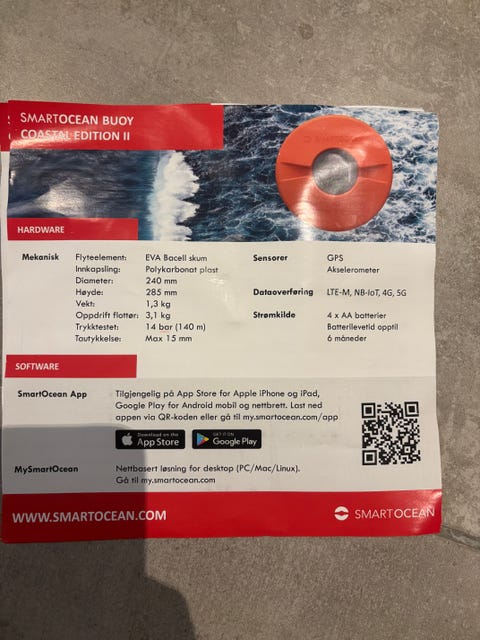 SMARTOCEAN BUOY
COASTAL EDITION II
HARDWARE
Mekanisk
Flyteelement: EVA Bacell skum
Innkapsling: Polykarbonat plast
Diameter: 240 mm
Høyde: 285 mm
Vekt: 1,3 kg
Oppdrift flottør: 3,1 kg
Trykktestet: 14 bar (140 m)
Tautykkelse: Max 15 mm
Sensorer GPS
Akselerometer
Dataoverføring LTE-M, NB-IoT, 4G, 5G
Strømkilde 4 x AA batterier
Batterilevetid opptil
6 måneder
SOFTWARE
SmartOcean App Tilgjengelig på App Store for Apple iPhone og iPad,
Google Play for Android mobil og nettbrett. Last ned
appen via QR-koden eller gå til my.smartocean.com/app
Download on the
App Store
GET IT ON
Google Play
MySmartOcean Nettbasert løsning for desktop (PC/Mac/Linux).
Gå til my.smartocean.com
WWW.SMARTOCEAN.COM
SMARTOCEAN